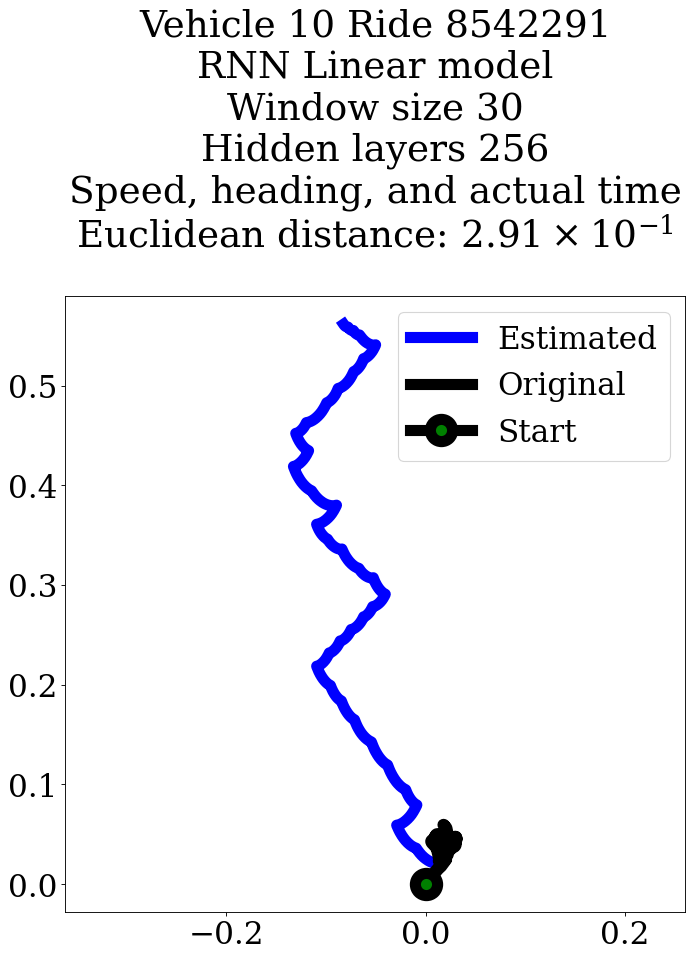 Vehicle 10 Ride 8542291
RNN Linear model
Window size 30
Hidden layers 256
Speed, heading, and actual time
Euclidean distance: 2.91 × 10⁻¹
Estimated
Original
Start
0.5
0.4
0.3
0.2
0.1
0.0
−0.2 0.0 0.2